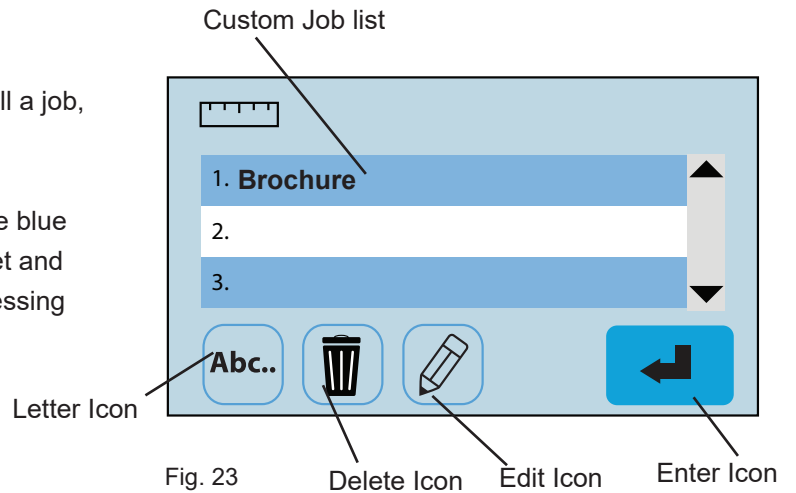 Custom Job list
ll a job,
1. Brochure
e blue
2.
et and
3.
essing
Abc..
Letter Icon
Fig. 23
Delete Icon
Edit Icon
Enter Icon